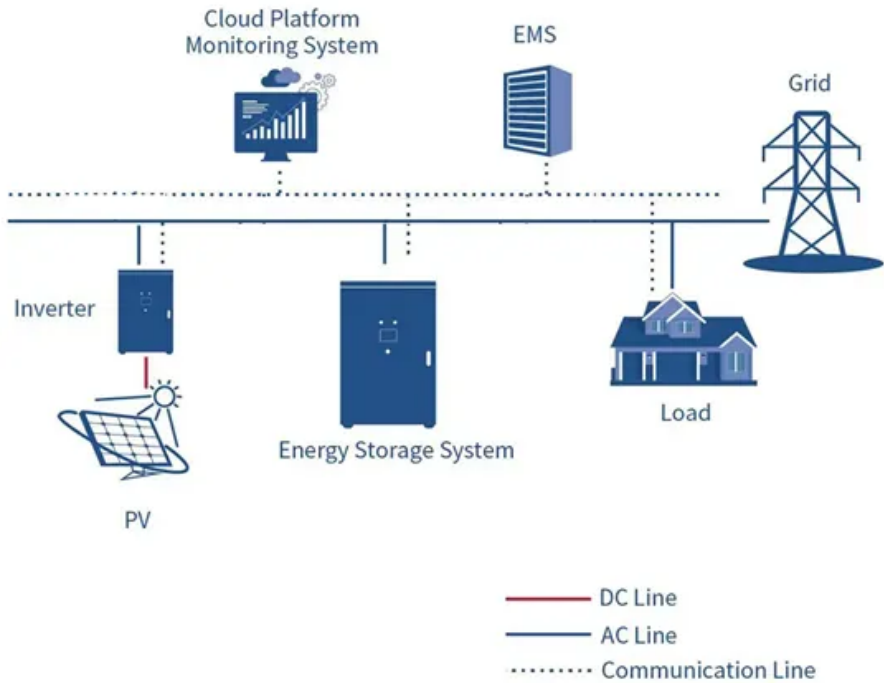 Cloud Platform
Monitoring System
EMS
Grid
Inverter
Energy Storage System
Load
PV
DC Line
AC Line
Communication Line